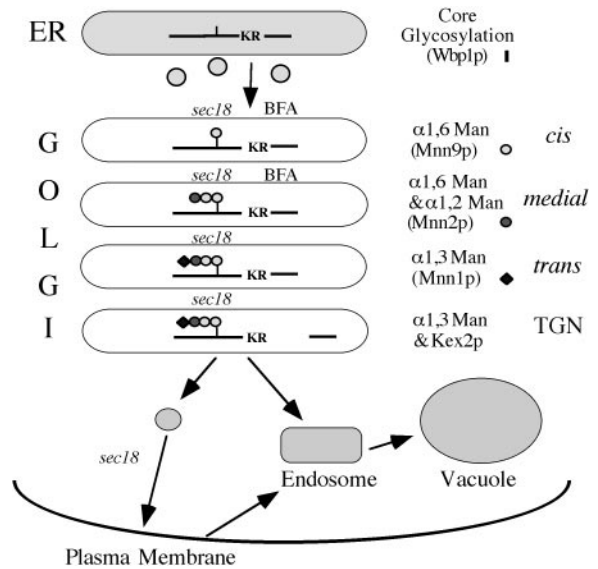 ER
KR
Core
Glycosylation
(Wbp1p)
sec18 BFA
G
KR
α1,6 Man
(Mnn9p)
cis
sec18 BFA
O
KR
α1,6 Man
& α1,2 Man
(Mnn2p)
medial
sec18
L
G
KR
α1,3 Man
(Mnn1p)
trans
sec18
I
KR
α1,3 Man
& Kex2p
TGN
sec18
Endosome
Vacuole
Plasma Membrane